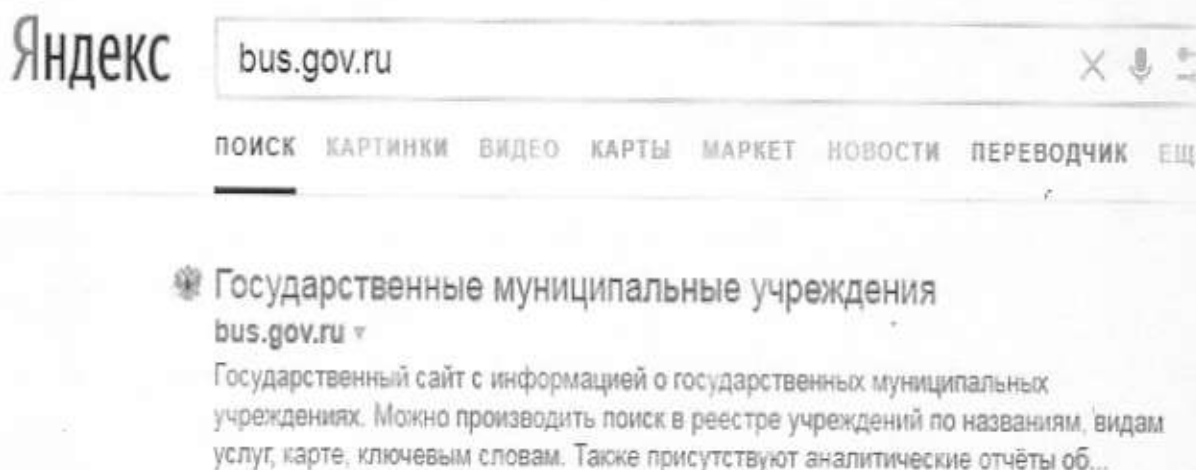 Яндекс
bus.gov.ru
ПОИСК КАРТИНКИ ВИДЕО КАРТЫ МАРКЕТ НОВОСТИ ПЕРЕВОДЧИК ЕЩ
Государственные муниципальные учреждения
bus.gov.ru
Государственный сайт с информацией о государственных муниципальных
учреждениях. Можно производить поиск в реестре учреждений по названиям, видам
услуг, карте, ключевым словам. Также присутствуют аналитические отчёты об...